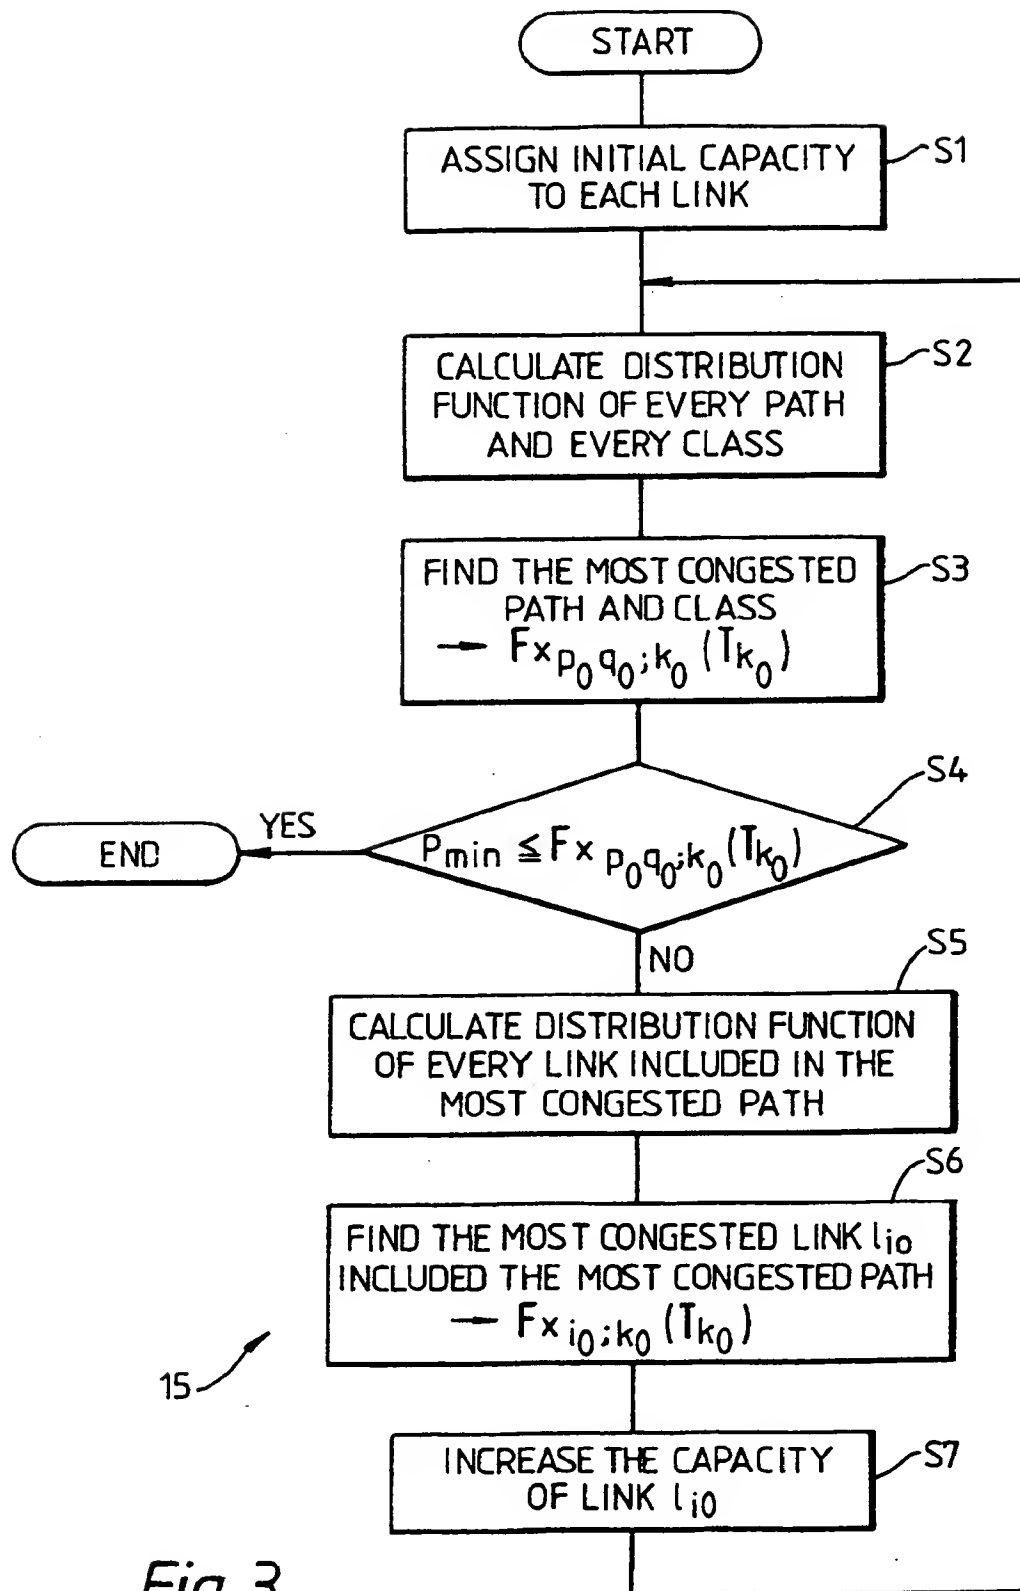 START
ASSIGN INITIAL CAPACITY
TO EACH LINK
S1
CALCULATE DISTRIBUTION
FUNCTION OF EVERY PATH
AND EVERY CLASS
S2
FIND THE MOST CONGESTED
PATH AND CLASS
→ Fx p₀q₀;k₀ (Tk₀)
S3
Pmin ≦ Fx p₀q₀;k₀ (Tk₀)
S4
YES
END
NO
S5
CALCULATE DISTRIBUTION FUNCTION
OF EVERY LINK INCLUDED IN THE
MOST CONGESTED PATH
S6
FIND THE MOST CONGESTED LINK lio
INCLUDED THE MOST CONGESTED PATH
→ Fx i₀;k₀ (Tk₀)
15
INCREASE THE CAPACITY
OF LINK li0
S7
Fig 3